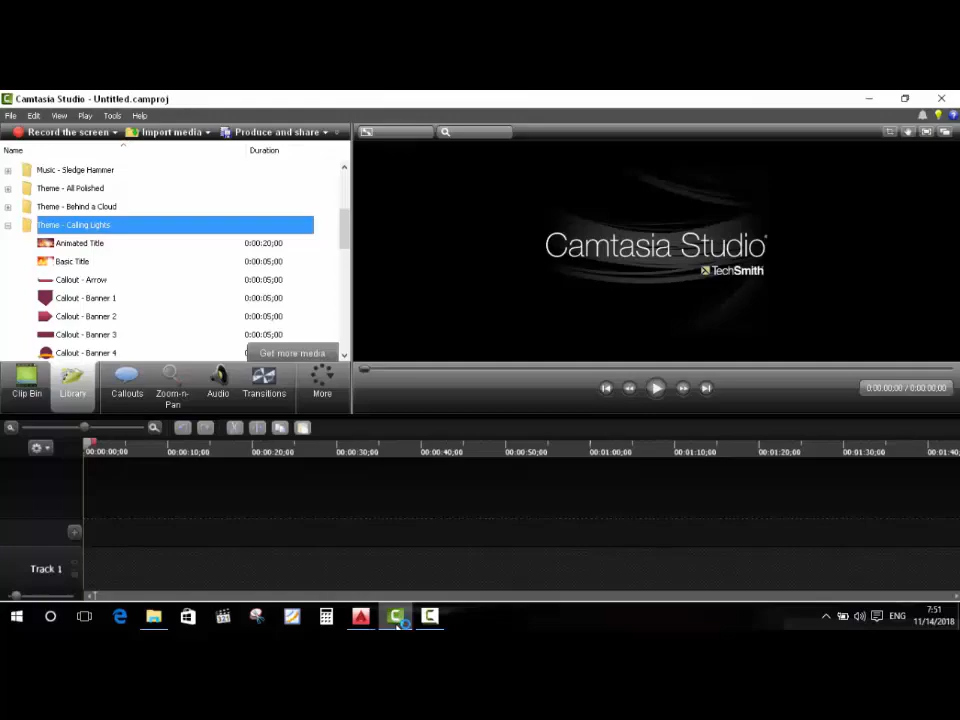 Camtasia Studio - Untitled.camproj
File Edit View Play Tools Help
Record the screen Import media Produce and share
Name Duration
Music - Sledge Hammer
Theme - All Polished
Theme - Behind a Cloud
Theme - Calling Lights
Animated Title 0:00:20;00
Basic Title 0:00:05;00
Callout - Arrow 0:00:05;00
Callout - Banner 1 0:00:05;00
Callout - Banner 2 0:00:05;00
Callout - Banner 3 0:00:05;00
Callout - Banner 4
Get more media
Camtasia Studio
TechSmith
Clip Bin Library Callouts Zoom-n-Pan Audio Transitions More
0:00:00;00 / 0:00:00;00
00:00:00;00 00:00:10;00 00:00:20;00 00:00:30;00 00:00:40;00 00:00:50;00 00:01:00;00 00:01:10;00 00:01:20;00 00:01:30;00 00:01:40;
Track 1
ENG
7:51
11/14/2018